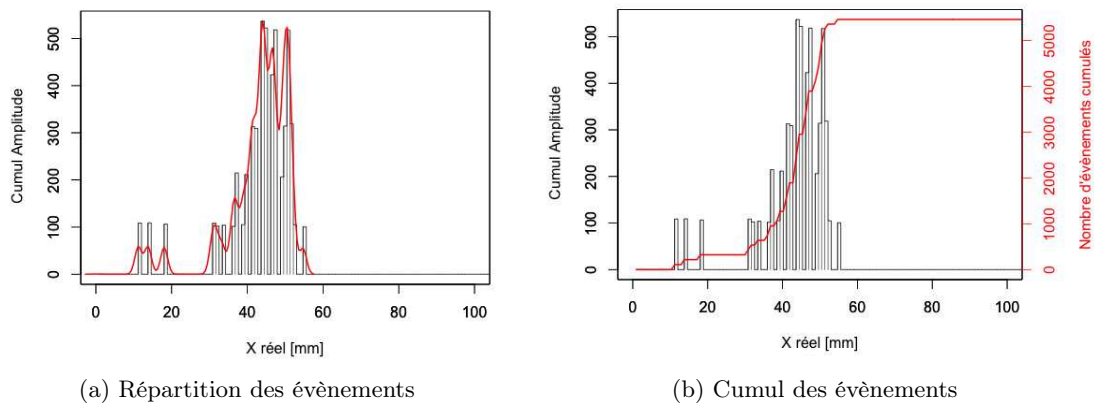 Cumul Amplitude
500
400
300
200
100
0
0 20 40 60 80 100
X réel [mm]
(a) Répartition des évènements
Cumul Amplitude
500
400
300
200
100
0
0 20 40 60 80 100
X réel [mm]
5000
4000
3000
2000
1000
0
Nombre d'évènements cumulés
(b) Cumul des évènements